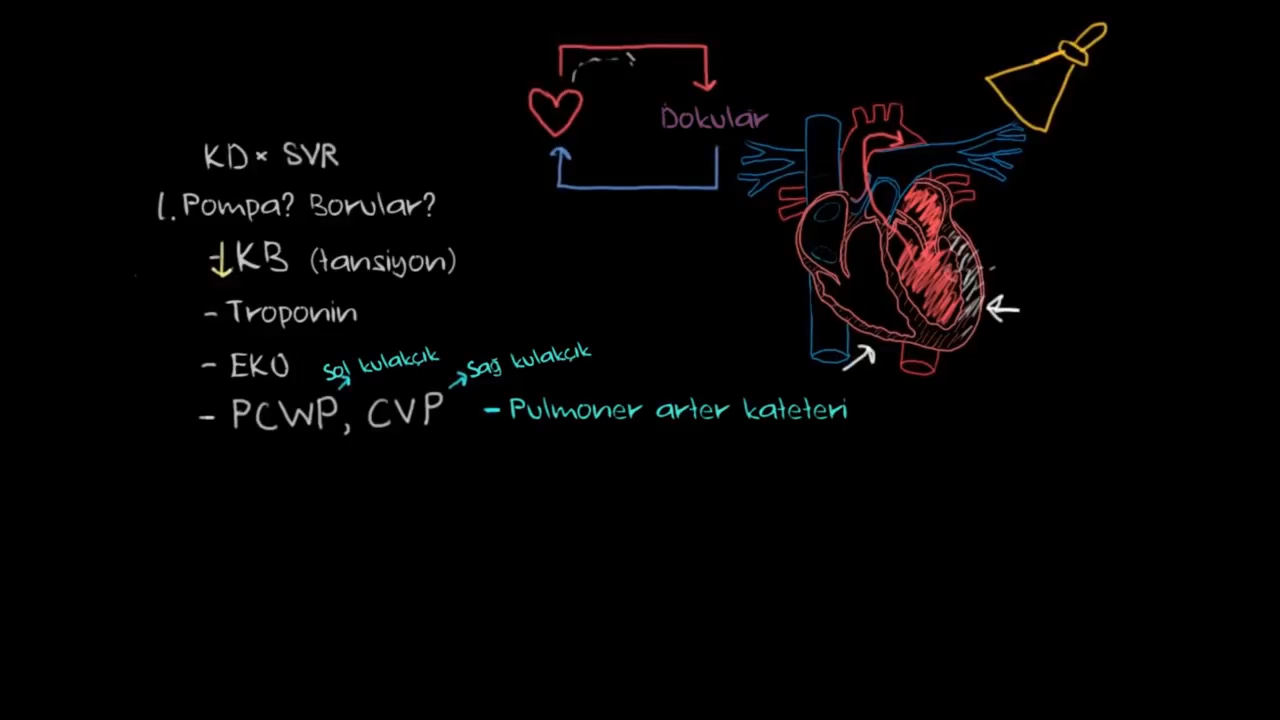 Dokular
KD × SVR
1. Pompa? Borular?
- ↓KB (tansiyon)
- Troponin
- EKO
Sol kulakçık
Sağ kulakçık
- PCWP, CVP
- Pulmoner arter kateteri